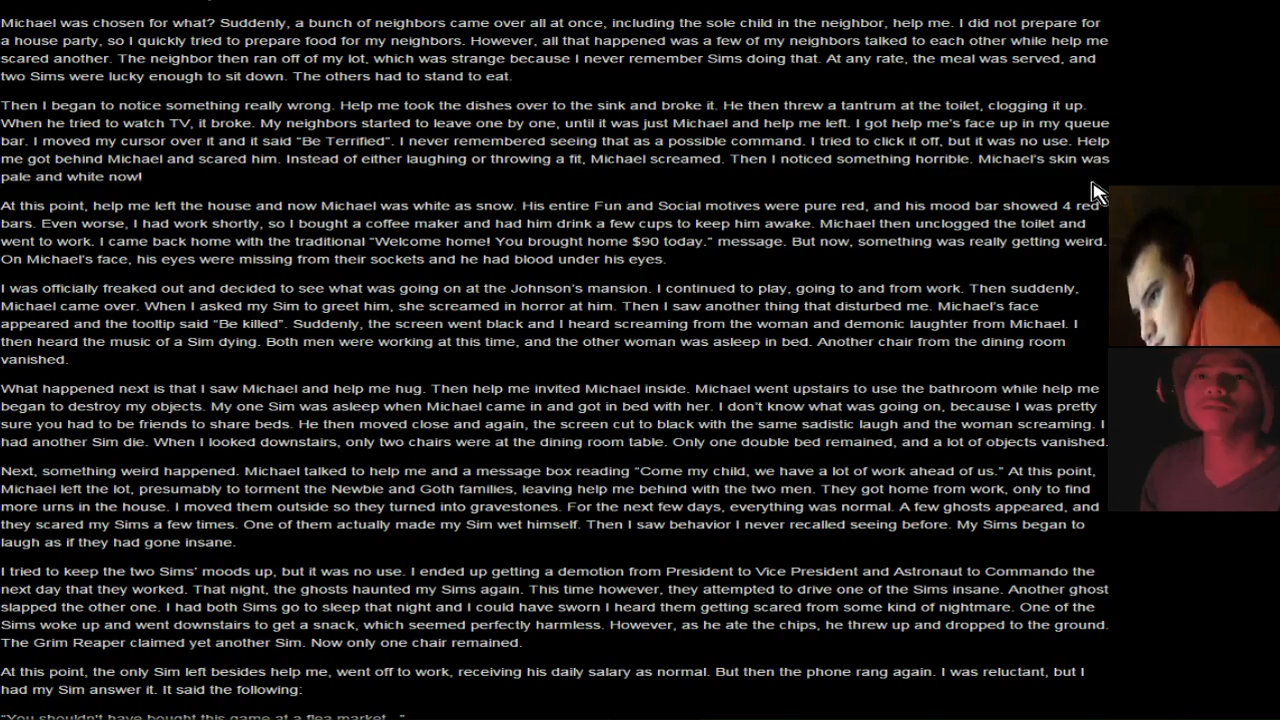 Michael was chosen for what? Suddenly, a bunch of neighbors came over all at once, including the sole child in the neighbor, help me. I did not prepare for
a house party, so I quickly tried to prepare food for my neighbors. However, all that happened was a few of my neighbors talked to each other while help me
scared another. The neighbor then ran off of my lot, which was strange because I never remember Sims doing that. At any rate, the meal was served, and
two Sims were lucky enough to sit down. The others had to stand to eat.
Then I began to notice something really wrong. Help me took the dishes over to the sink and broke it. He then threw a tantrum at the toilet, clogging it up.
When he tried to watch TV, it broke. My neighbors started to leave one by one, until it was just Michael and help me left. I got help me's face up in my queue
bar. I moved my cursor over it and it said “Be Terrified”. I never remembered seeing that as a possible command. I tried to click it off, but it was no use. Help
me got behind Michael and scared him. Instead of either laughing or throwing a fit, Michael screamed. Then I noticed something horrible. Michael's skin was
pale and white now!
At this point, help me left the house and now Michael was white as snow. His entire Fun and Social motives were pure red, and his mood bar showed 4 red
bars. Even worse, I had work shortly, so I bought a coffee maker and had him drink a few cups to keep him awake. Michael then unclogged the toilet and
went to work. I came back home with the traditional “Welcome home! You brought home $90 today.” message. But now, something was really getting weird.
On Michael's face, his eyes were missing from their sockets and he had blood under his eyes.
I was officially freaked out and decided to see what was going on at the Johnson's mansion. I continued to play, going to and from work. Then suddenly,
Michael came over. When I asked my Sim to greet him, she screamed in horror at him. Then I saw another thing that disturbed me. Michael's face
appeared and the tooltip said “Be killed”. Suddenly, the screen went black and I heard screaming from the woman and demonic laughter from Michael. I
then heard the music of a Sim dying. Both men were working at this time, and the other woman was asleep in bed. Another chair from the dining room
vanished.
What happened next is that I saw Michael and help me hug. Then help me invited Michael inside. Michael went upstairs to use the bathroom while help me
began to destroy my objects. My one Sim was asleep when Michael came in and got in bed with her. I don't know what was going on, because I was pretty
sure you had to be friends to share beds. He then moved close and again, the screen cut to black with the same sadistic laugh and the woman screaming. I
had another Sim die. When I looked downstairs, only two chairs were at the dining room table. Only one double bed remained, and a lot of objects vanished.
Next, something weird happened. Michael talked to help me and a message box reading “Come my child, we have a lot of work ahead of us.” At this point,
Michael left the lot, presumably to torment the Newbie and Goth families, leaving help me behind with the two men. They got home from work, only to find
more urns in the house. I moved them outside so they turned into gravestones. For the next few days, everything was normal. A few ghosts appeared, and
they scared my Sims a few times. One of them actually made my Sim wet himself. Then I saw behavior I never recalled seeing before. My Sims began to
laugh as if they had gone insane.
I tried to keep the two Sims' moods up, but it was no use. I ended up getting a demotion from President to Vice President and Astronaut to Commando the
next day that they worked. That night, the ghosts haunted my Sims again. This time however, they attempted to drive one of the Sims insane. Another ghost
slapped the other one. I had both Sims go to sleep that night and I could have sworn I heard them getting scared from some kind of nightmare. One of the
Sims woke up and went downstairs to get a snack, which seemed perfectly harmless. However, as he ate the chips, he threw up and dropped to the ground.
The Grim Reaper claimed yet another Sim. Now only one chair remained.
At this point, the only Sim left besides help me, went off to work, receiving his daily salary as normal. But then the phone rang again. I was reluctant, but I
had my Sim answer it. It said the following:
“You shouldn't have bought this game at a flea market...”